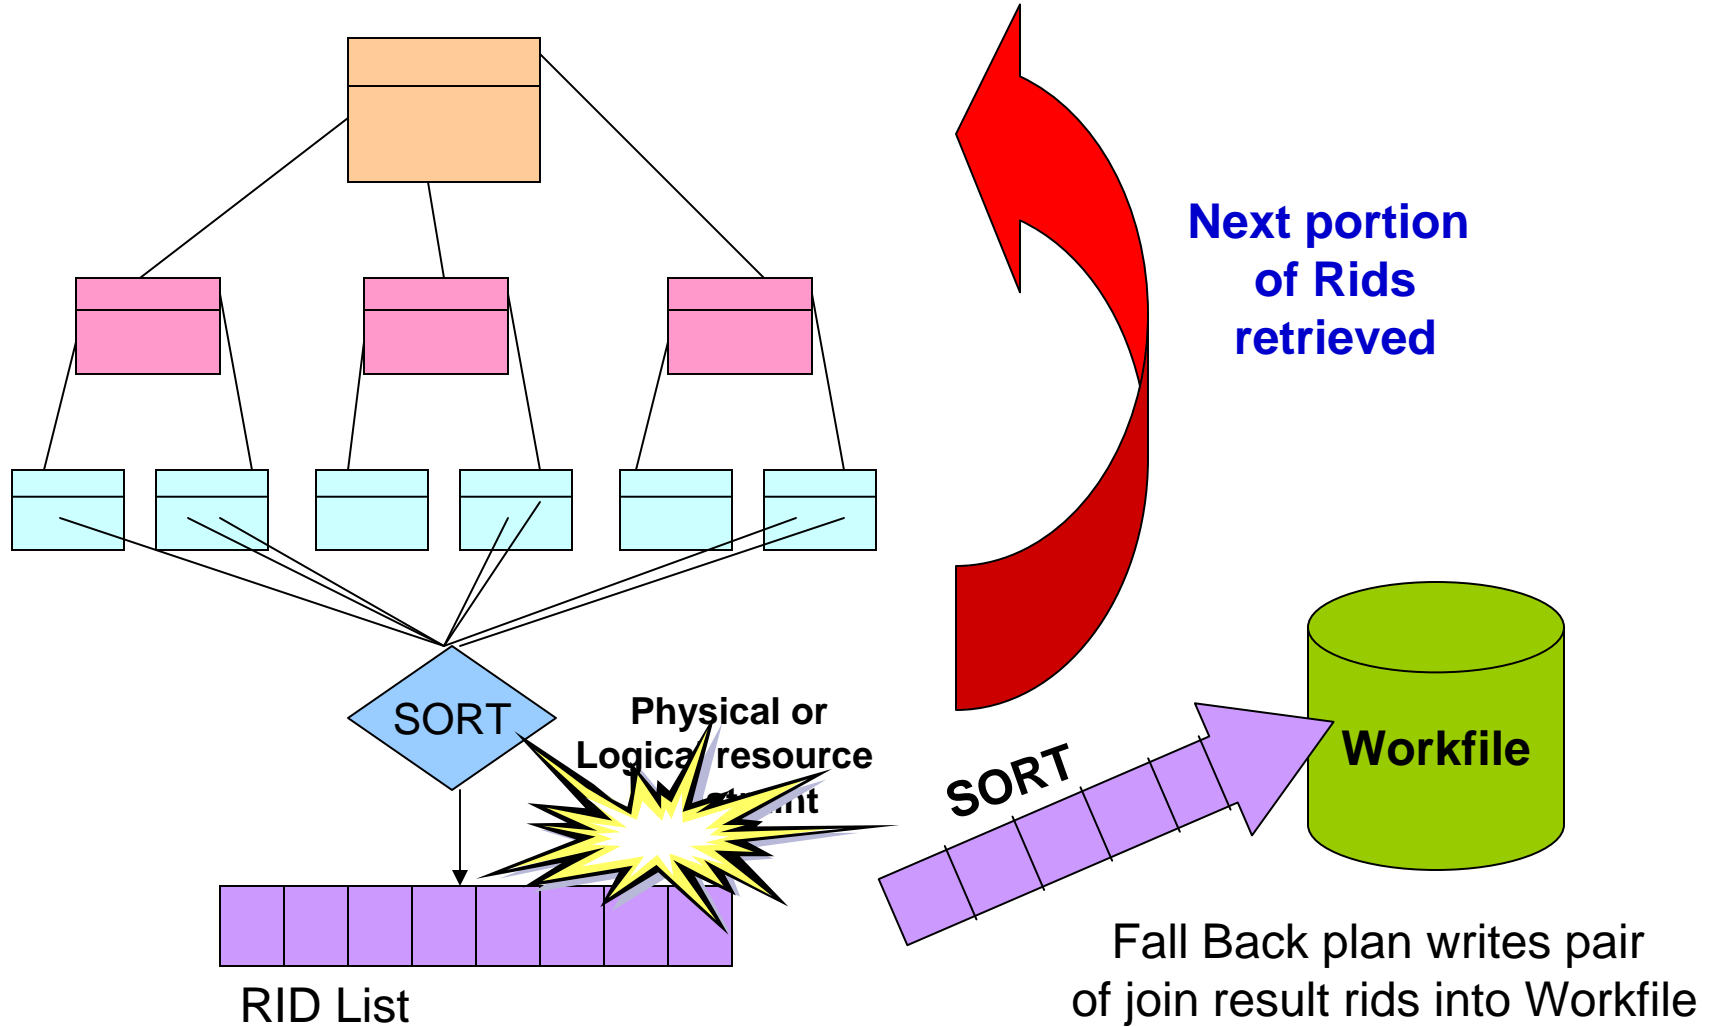 Next portion
of Rids
retrieved
SORT
Physical or
Logical resource
SORT
Workfile
RID List
Fall Back plan writes pair
of join result rids into Workfile